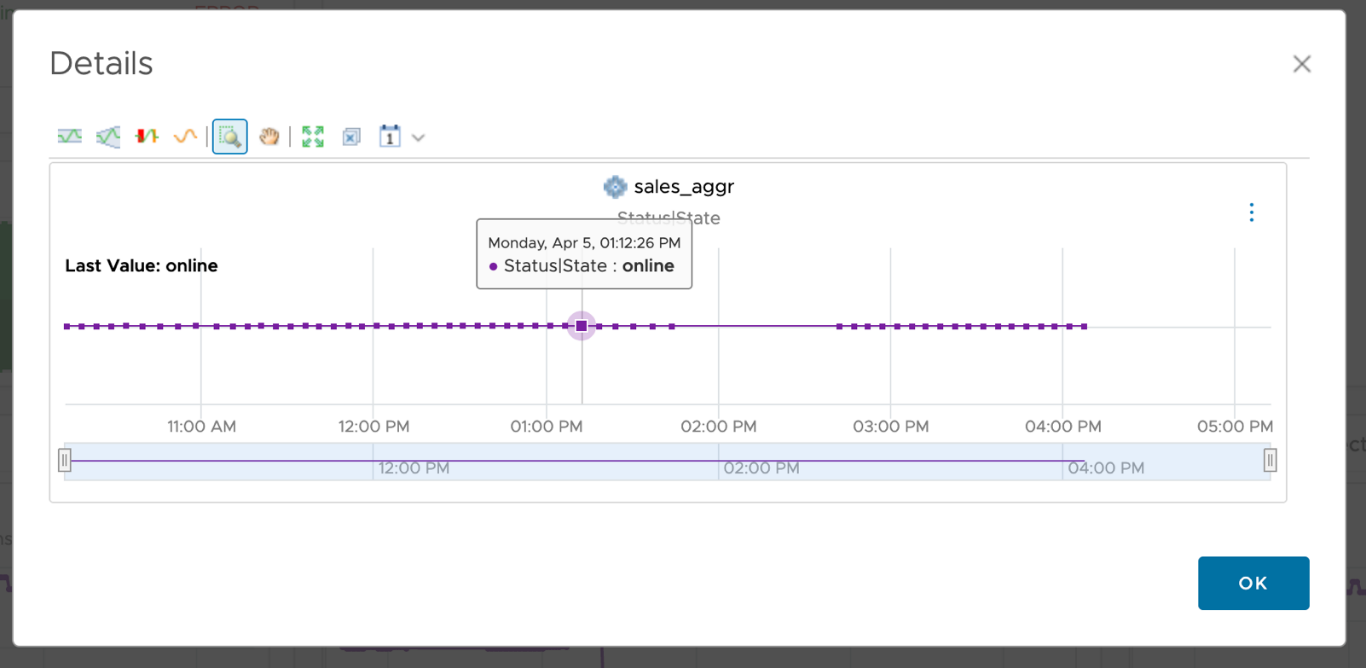 ERROR
Details
1
sales_aggr
Status|State
Monday, Apr 5, 01:12:26 PM
Status|State : online
Last Value: online
11:00 AM 12:00 PM 01:00 PM 02:00 PM 03:00 PM 04:00 PM 05:00 PM
12:00 PM 02:00 PM 04:00 PM
OK